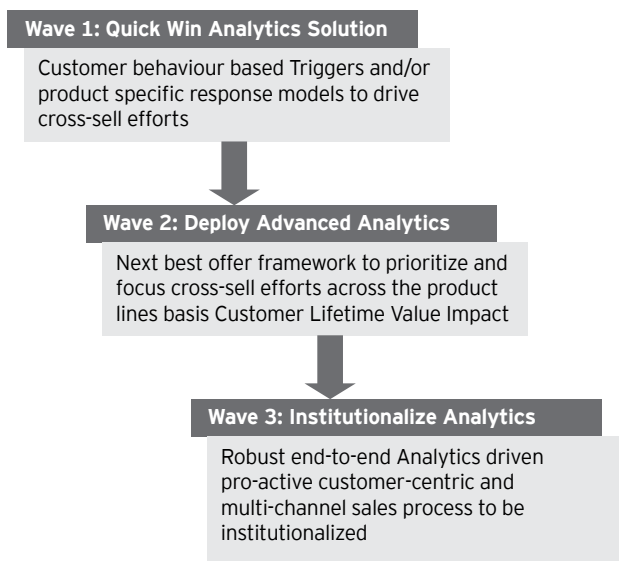 Wave 1: Quick Win Analytics Solution
Customer behaviour based Triggers and/or
product specific response models to drive
cross-sell efforts
Wave 2: Deploy Advanced Analytics
Next best offer framework to prioritize and
focus cross-sell efforts across the product
lines basis Customer Lifetime Value Impact
Wave 3: Institutionalize Analytics
Robust end-to-end Analytics driven
pro-active customer-centric and
multi-channel sales process to be
institutionalized